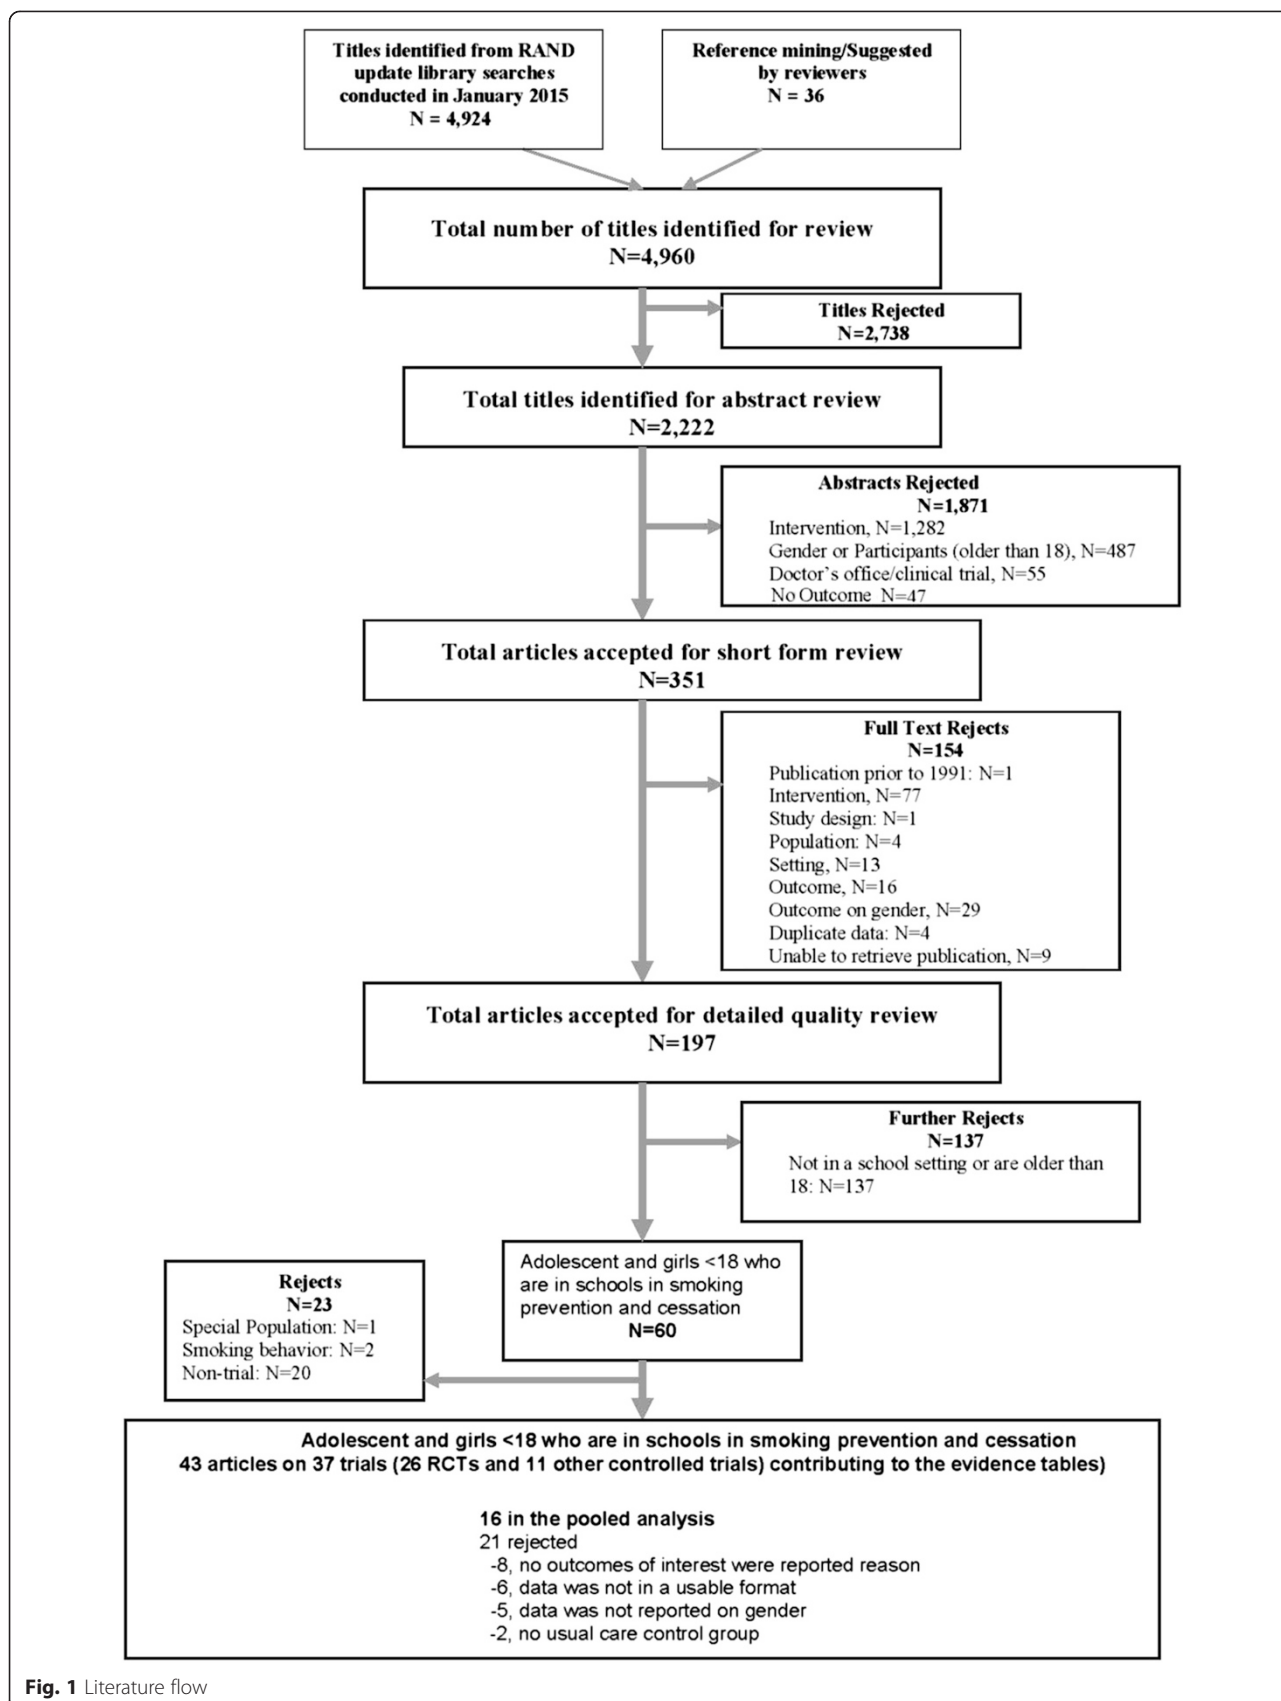 Titles identified from RAND
update library searches
conducted in January 2015
N = 4,924
Reference mining/Suggested
by reviewers
N = 36
Total number of titles identified for review
N=4,960
Titles Rejected
N=2,738
Total titles identified for abstract review
N=2,222
Abstracts Rejected
N=1,871
Intervention, N=1,282
Gender or Participants (older than 18), N=487
Doctor's office/clinical trial, N=55
No Outcome N=47
Total articles accepted for short form review
N=351
Full Text Rejects
N=154
Publication prior to 1991: N=1
Intervention, N=77
Study design: N=1
Population: N=4
Setting, N=13
Outcome, N=16
Outcome on gender, N=29
Duplicate data: N=4
Unable to retrieve publication, N=9
Total articles accepted for detailed quality review
N=197
Further Rejects
N=137
Not in a school setting or are older than
18: N=137
Adolescent and girls <18 who
are in schools in smoking
prevention and cessation
N=60
Rejects
N=23
Special Population: N=1
Smoking behavior: N=2
Non-trial: N=20
Adolescent and girls <18 who are in schools in smoking prevention and cessation
43 articles on 37 trials (26 RCTs and 11 other controlled trials) contributing to the evidence tables)
16 in the pooled analysis
21 rejected
-8, no outcomes of interest were reported reason
-6, data was not in a usable format
-5, data was not reported on gender
-2, no usual care control group
Fig. 1 Literature flow